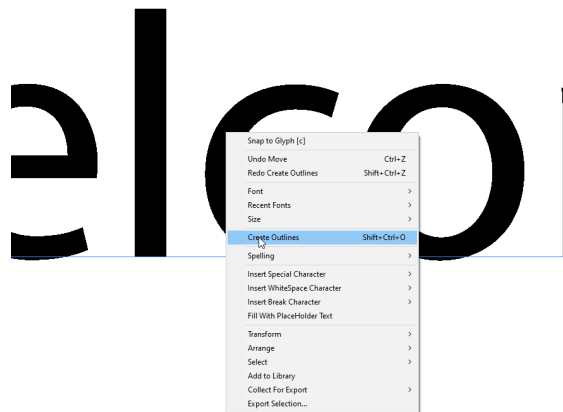 elco
Snap to Glyph [c]
Undo Move Ctrl+Z
Redo Create Outlines Shift+Ctrl+Z
Font >
Recent Fonts >
Size >
Create Outlines Shift+Ctrl+O
Spelling >
Insert Special Character >
Insert WhiteSpace Character >
Insert Break Character >
Fill With PlaceHolder Text
Transform >
Arrange >
Select >
Add to Library
Collect For Export >
Export Selection...